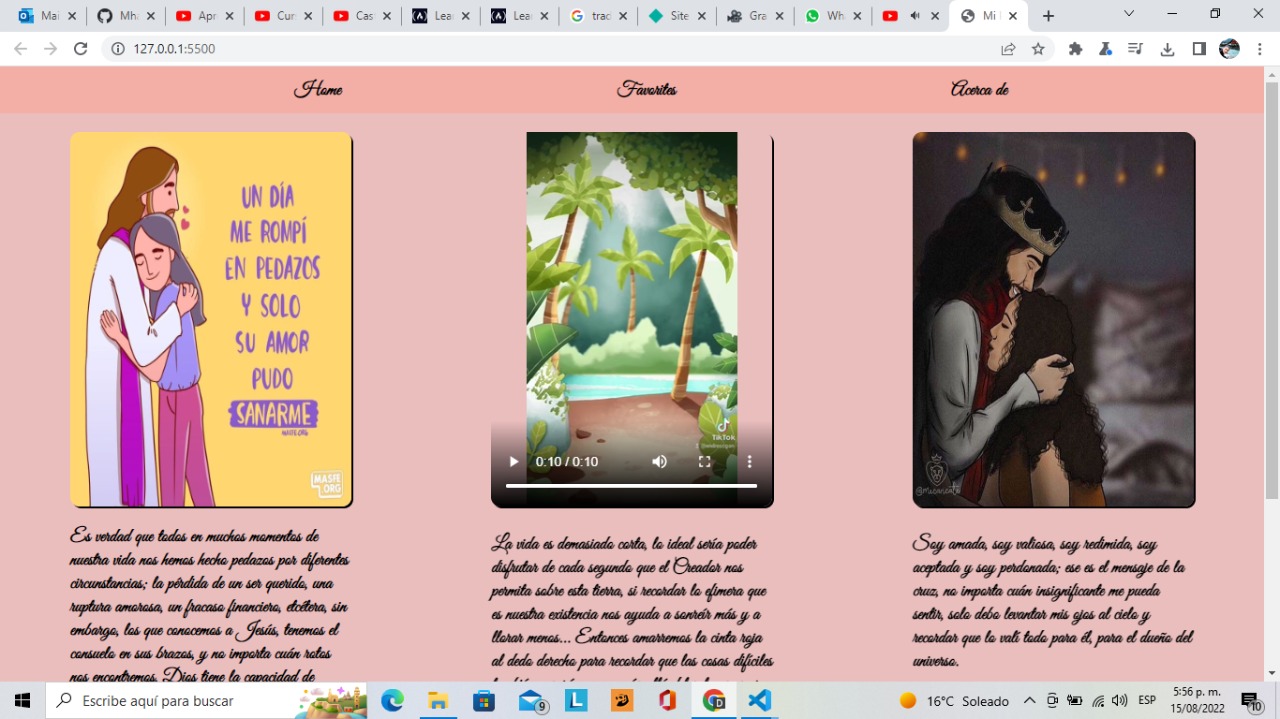 Mai
Mh
Apr
Cur
Cas
Lear
Lear
trad
Site
Gra
Wh
Mi
127.0.0.1:5500
Home
Favorites
Acerca de
UN DÍA
ME ROMPÍ
EN PEDAZOS
Y SOLO
SU AMOR
PUDO
SANARME
MASFE.ORG
MASFE
.ORG
TikTok
0:10 / 0:10
Es verdad que todos en muchos momentos de
nuestra vida nos hemos hecho pedazos por diferentes
circunstancias; la pérdida de un ser querido, una
ruptura amorosa, un fracaso financiero, etcétera, sin
embargo, los que conocemos a Jesús, tenemos el
consuelo en sus brazos, y no importa cuán rotos
nos encontremos, Dios tiene la capacidad de
La vida es demasiado corta, lo ideal sería poder
disfrutar de cada segundo que el Creador nos
permita sobre esta tierra, si recordar lo efímera que
es nuestra existencia nos ayuda a sonreír más y a
llorar menos... Entonces amarremos la cinta roja
al dedo derecho para recordar que las cosas difíciles
Soy amada, soy valiosa, soy redimida, soy
aceptada y soy perdonada; ese es el mensaje de la
cruz, no importa cuán insignificante me pueda
sentir, solo debo levantar mis ojos al cielo y
recordar que lo valí todo para él, para el dueño del
universo.
Escribe aquí para buscar
9
L
D
16°C Soleado
ESP
5:56 p. m.
15/08/2022
10